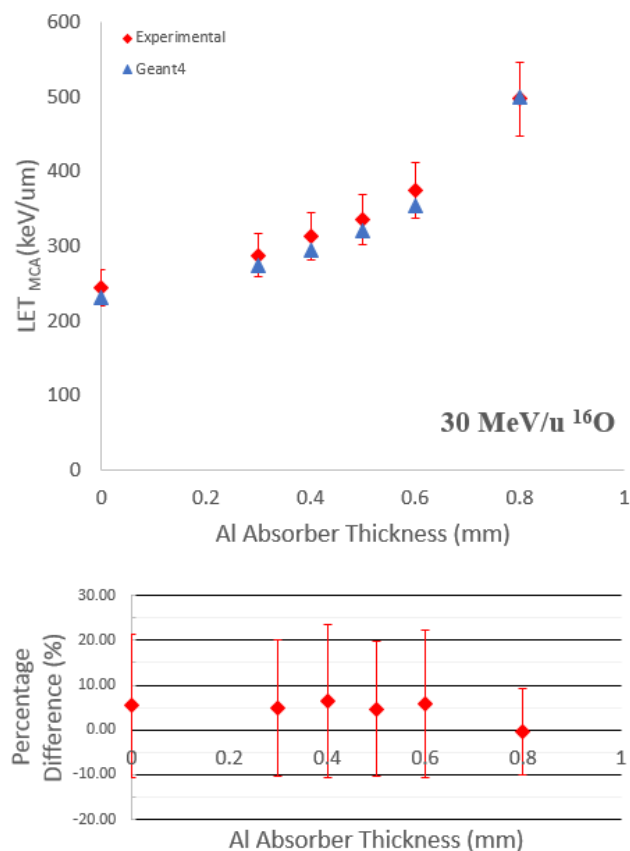 600
Experimental
Geant4
500
400
300
200
100
0
LET MCA(keV/um)
30 MeV/u ¹⁶O
0 0.2 0.4 0.6 0.8 1
Al Absorber Thickness (mm)
30.00
20.00
10.00
0.00
-10.00
-20.00
Percentage
Difference (%)
0 0.2 0.4 0.6 0.8 1
Al Absorber Thickness (mm)